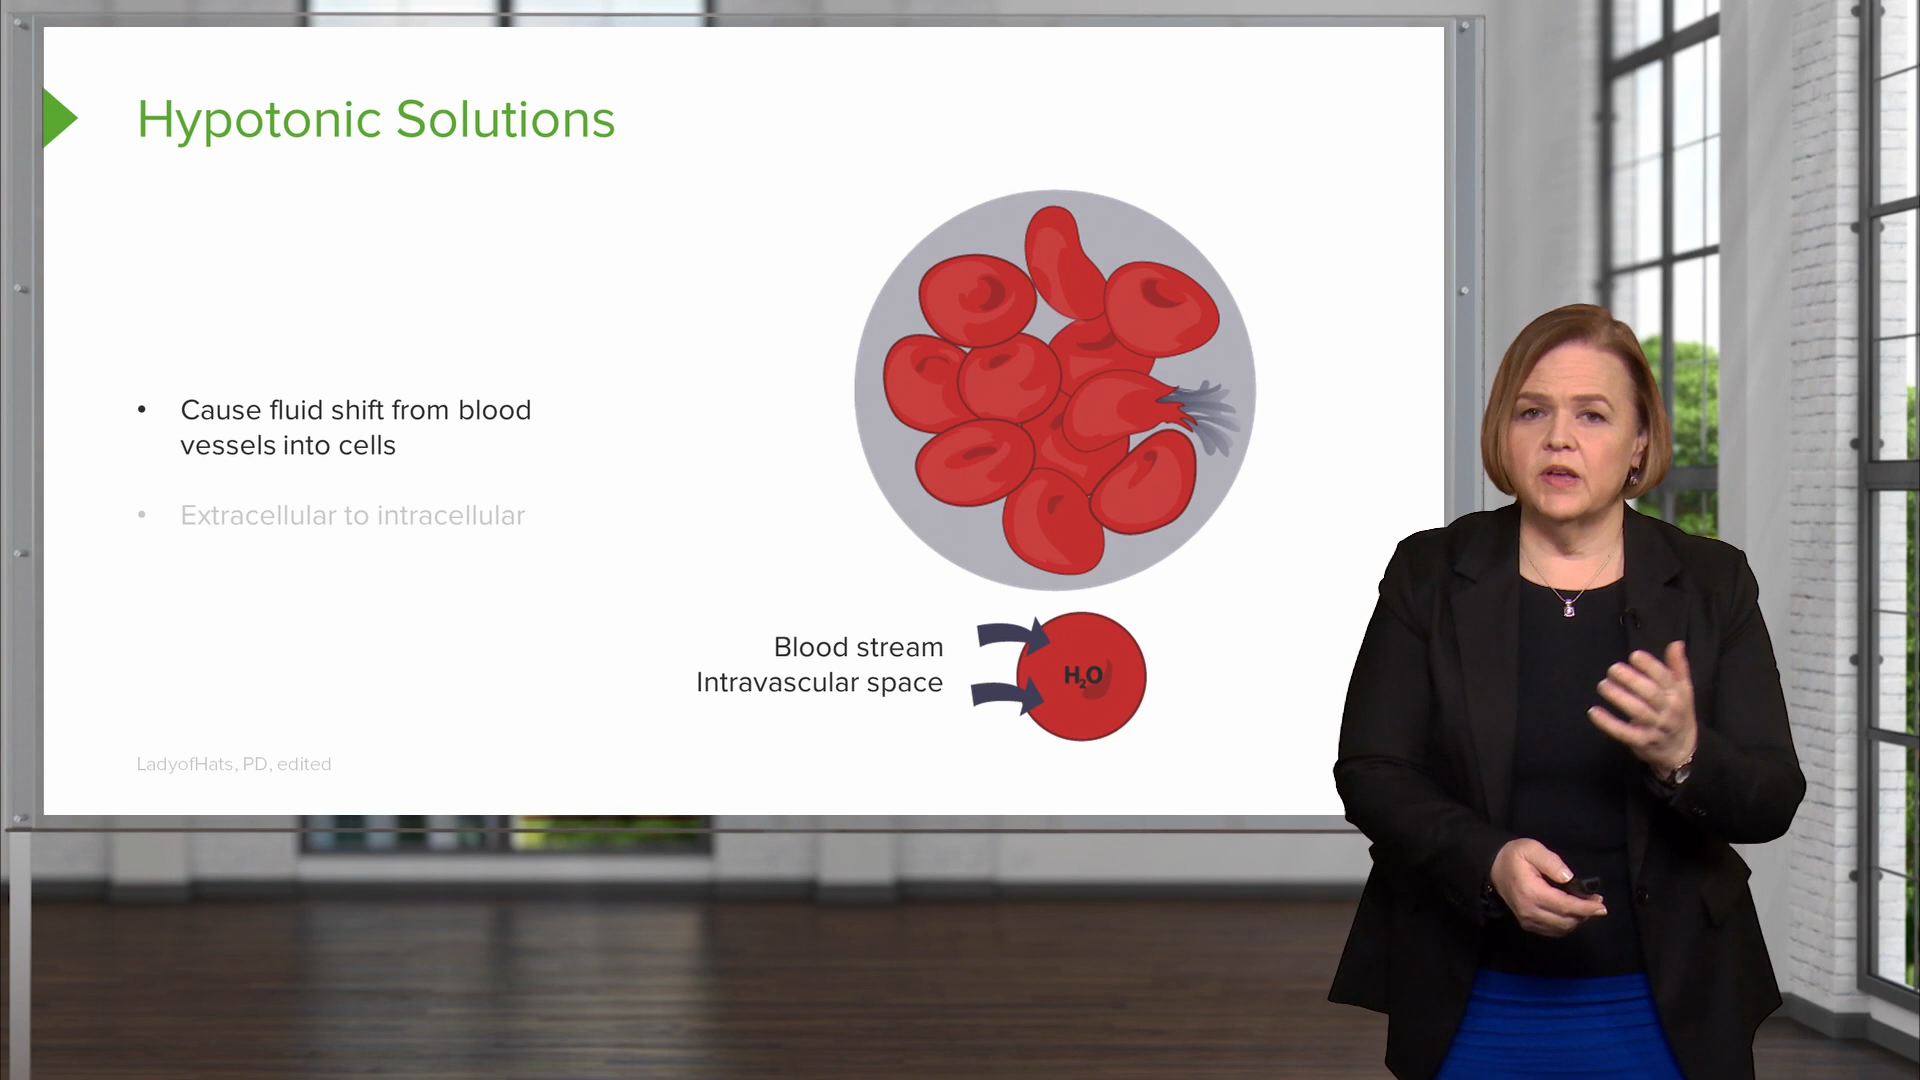 Hypotonic Solutions
• Cause fluid shift from blood
vessels into cells
• Extracellular to intracellular
Blood stream
Intravascular space
H₂O
LadyofHats, PD, edited